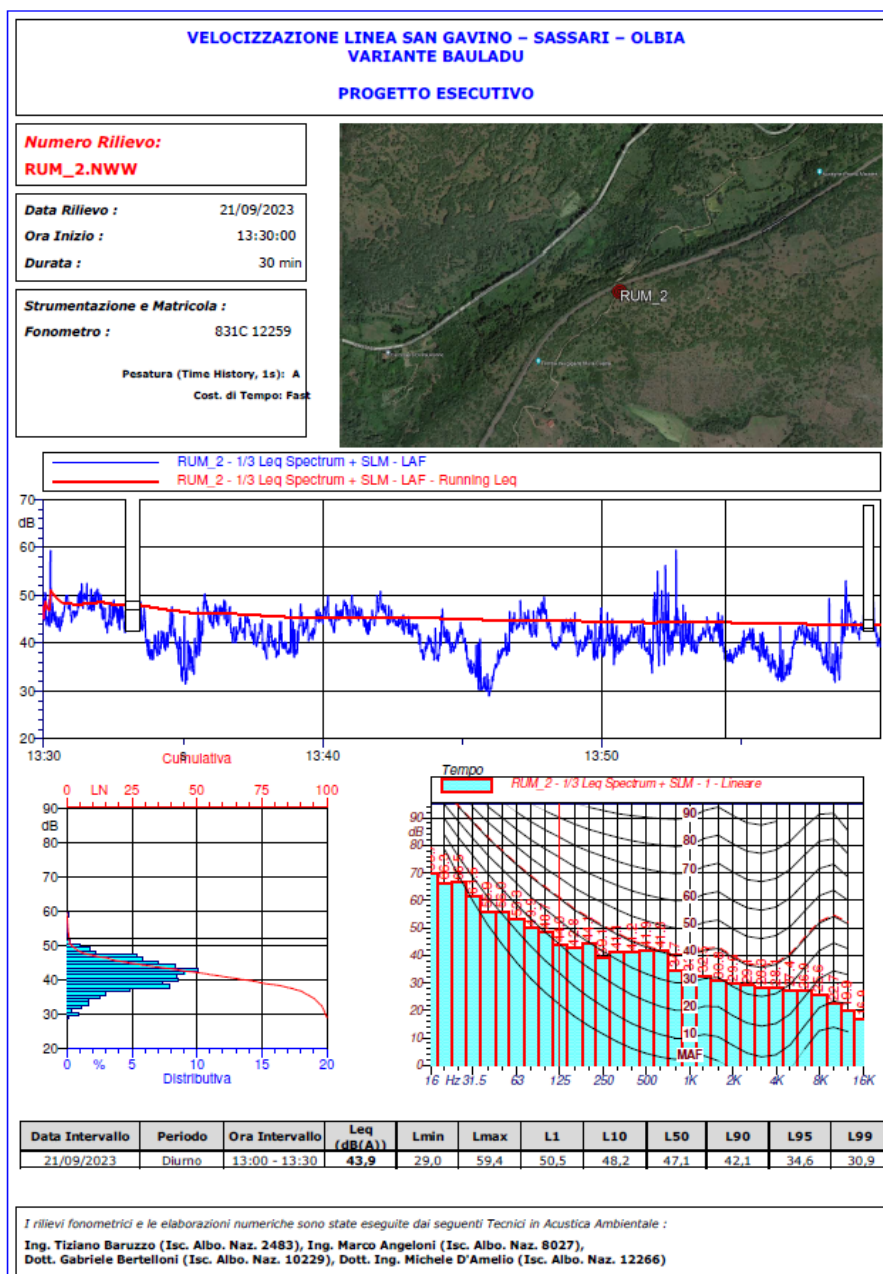 VELOCIZZAZIONE LINEA SAN GAVINO – SASSARI – OLBIA
VARIANTE BAULADU
PROGETTO ESECUTIVO
Numero Rilievo:
RUM_2.NWW
Data Rilievo : 21/09/2023
Ora Inizio : 13:30:00
Durata : 30 min
Strumentazione e Matricola :
Fonometro : 831C 12259
Pesatura (Time History, 1s): A
Cost. di Tempo: Fast
RUM_2
RUM_2 - 1/3 Leq Spectrum + SLM - LAF
RUM_2 - 1/3 Leq Spectrum + SLM - LAF - Running Leq
70
dB
60
50
40
30
20
13:30 s 13:40 13:50
Cumulativa
0 LN 25 50 75 100
90
dB
80
70
60
50
40
30
20
0 % 5 10 15 20
Distributiva
Tempo
RUM_2 - 1/3 Leq Spectrum + SLM - 1 - Lineare
90
dB
80
70
60
50
40
30
20
10
0
90
80
70
60
50
40
30
10
MAF
16 Hz 31.5 63 125 250 500 1K 2K 4K 8K 16K
Data Intervallo Periodo Ora Intervallo Leq (dB(A)) Lmin Lmax L1 L10 L50 L90 L95 L99
21/09/2023 Diurno 13:00 - 13:30 43,9 29,0 59,4 50,5 48,2 47,1 42,1 34,6 30,9
I rilievi fonometrici e le elaborazioni numeriche sono state eseguite dai seguenti Tecnici in Acustica Ambientale :
Ing. Tiziano Baruzzo (Isc. Albo. Naz. 2483), Ing. Marco Angeloni (Isc. Albo. Naz. 8027),
Dott. Gabriele Bertelloni (Isc. Albo. Naz. 10229), Dott. Ing. Michele D'Amelio (Isc. Albo. Naz. 12266)